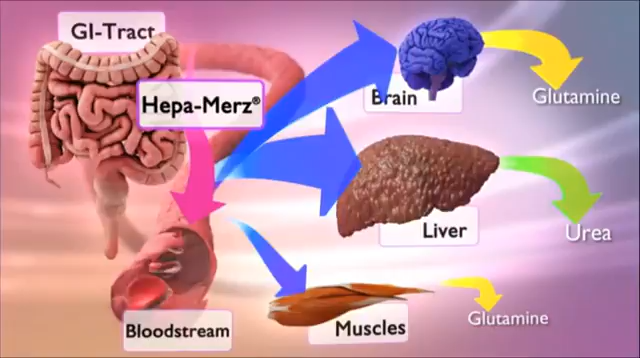 GI-Tract
Hepa-Merz®
Brain
Glutamine
Liver
Urea
Muscles
Glutamine
Bloodstream